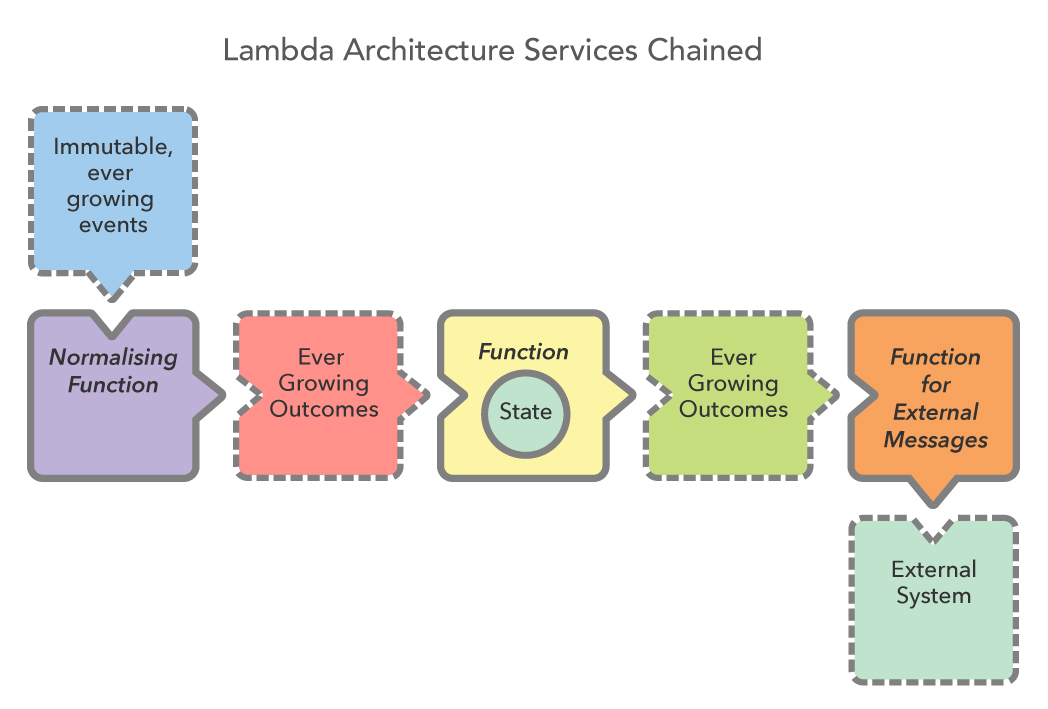 Lambda Architecture Services Chained
Immutable,
ever
growing
events
Normalising
Function
Ever
Growing
Outcomes
Function
State
Ever
Growing
Outcomes
Function
for
External
Messages
External
System